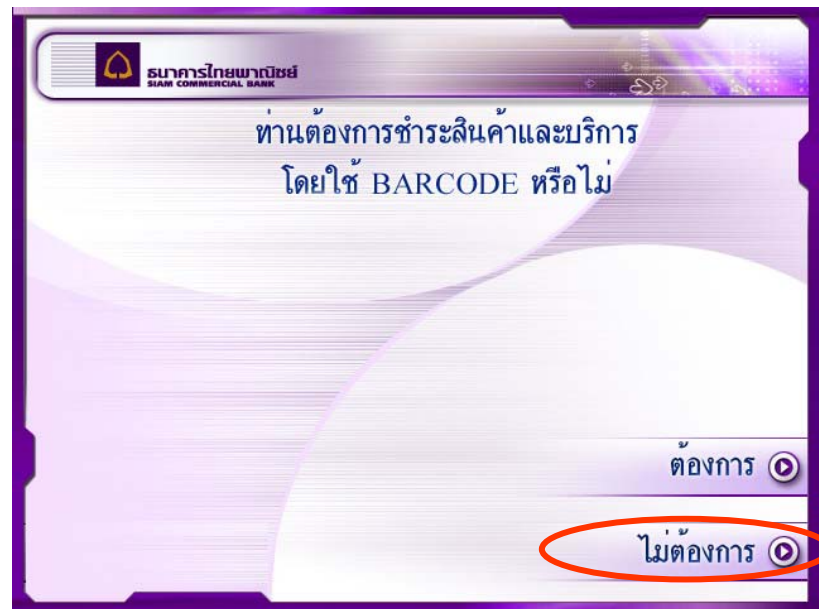 ธนาคารไทยพาณิชย์
SIAM COMMERCIAL BANK
ท่านต้องการชำระสินค้าและบริการ
โดยใช้ BARCODE หรือไม่
ต้องการ
ไม่ต้องการ